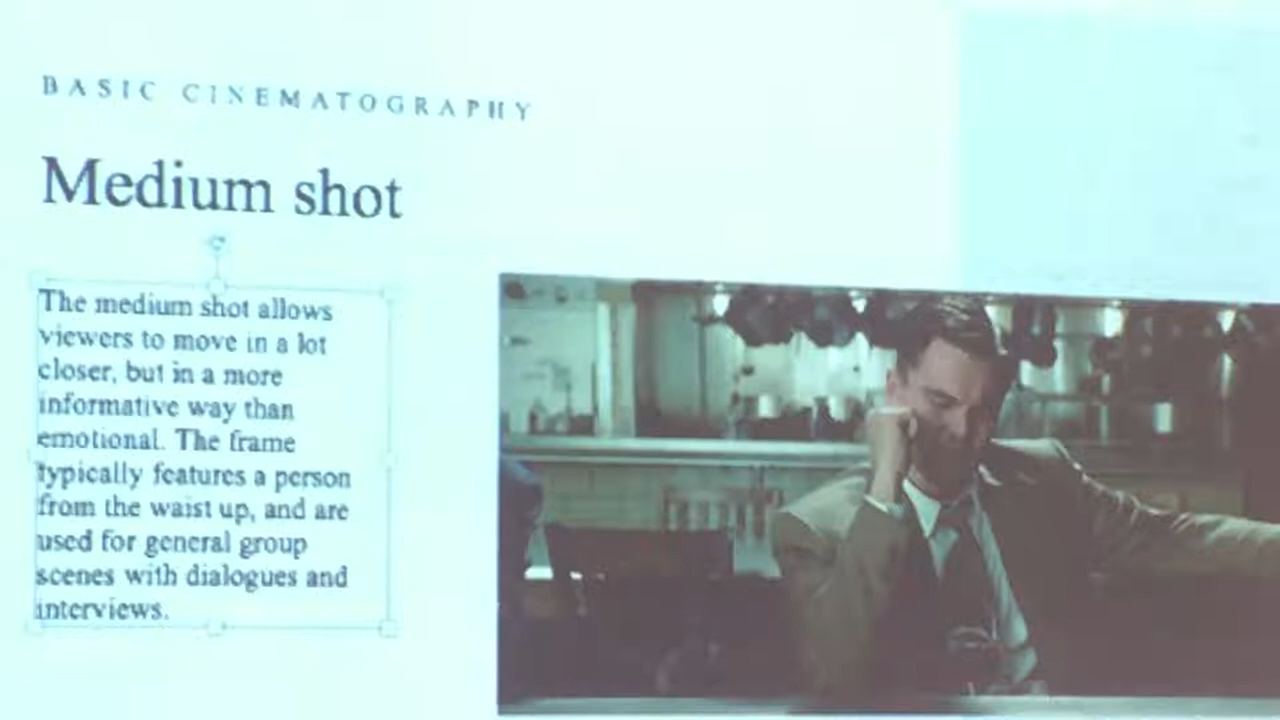 BASIC CINEMATOGRAPHY
Medium shot
The medium shot allows
viewers to move in a lot
closer, but in a more
informative way than
emotional. The frame
typically features a person
from the waist up, and are
used for general group
scenes with dialogues and
interviews.